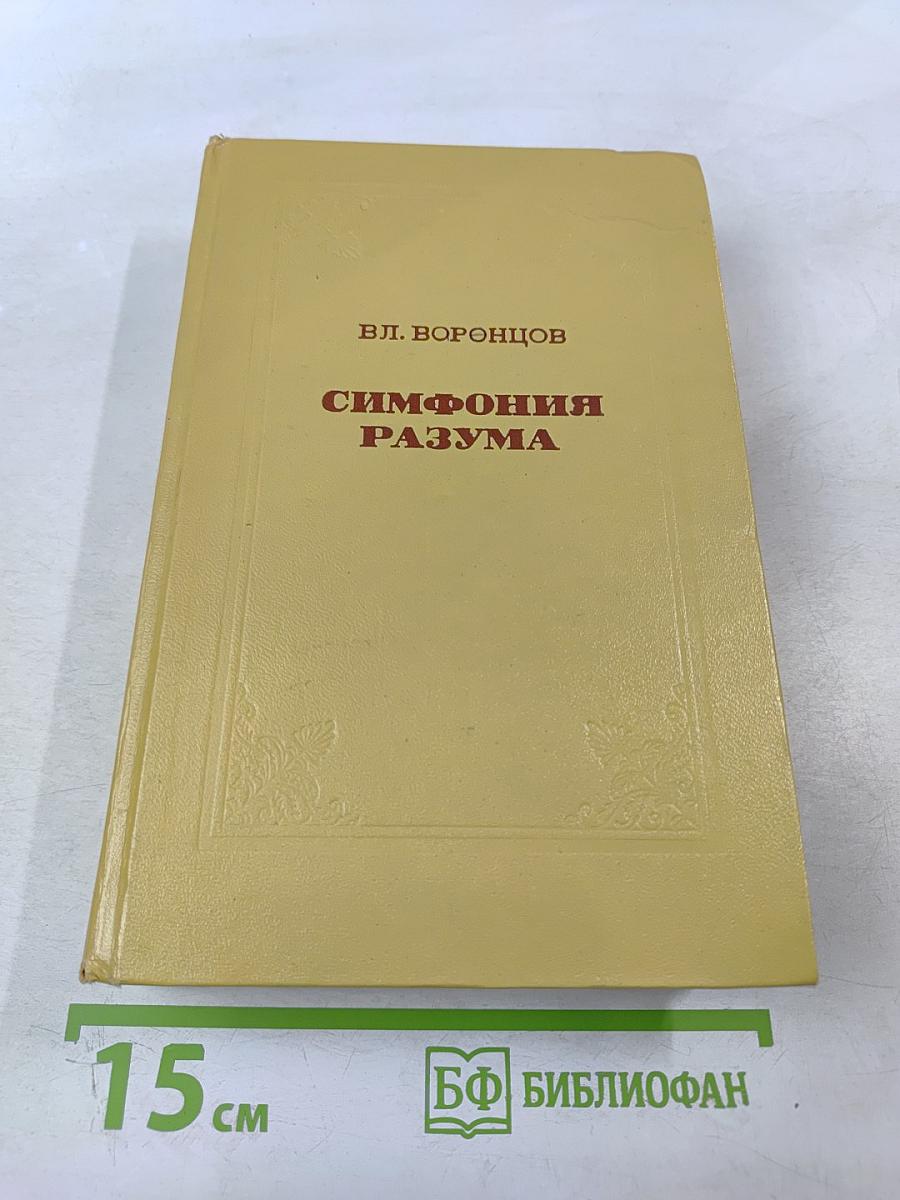 ВЛ. ВОРОНЦОВ
СИМФОНИЯ
РАЗУМА
15 см
БФ БИБЛИОФАН